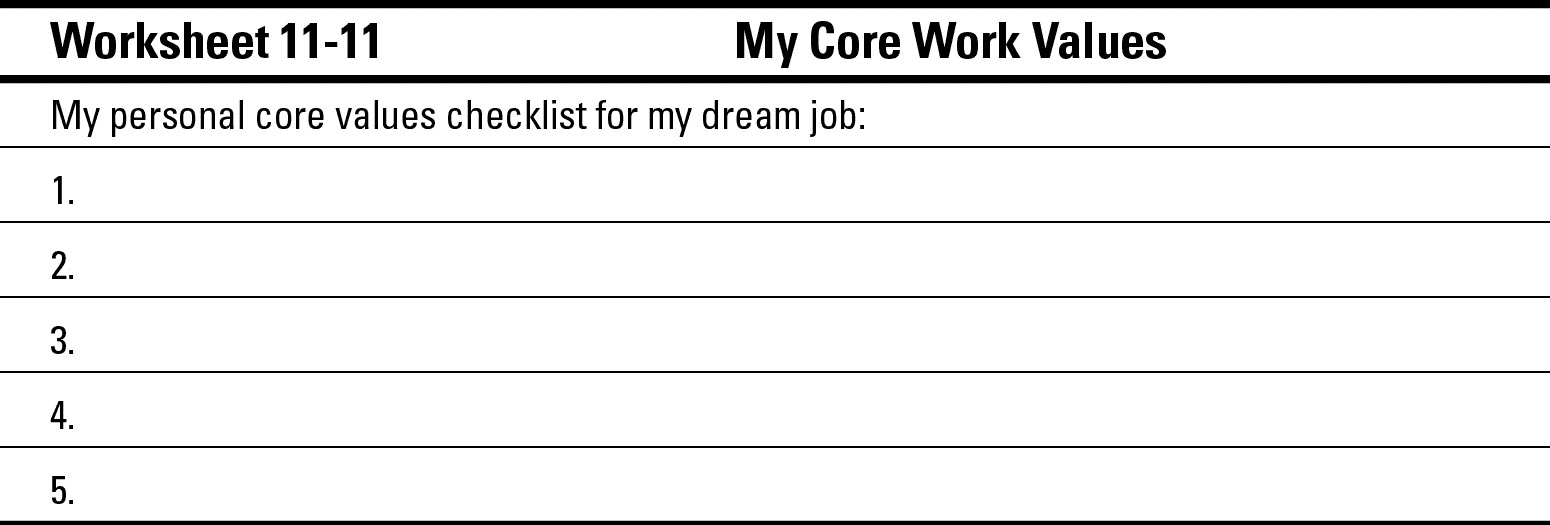 Worksheet 11-11 My Core Work Values
My personal core values checklist for my dream job:
1.
2.
3.
4.
5.